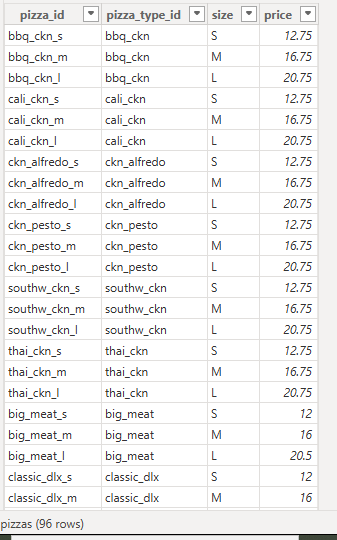 pizza_id pizza_type_id size price
bbq_ckn_s bbq_ckn S 12.75
bbq_ckn_m bbq_ckn M 16.75
bbq_ckn_l bbq_ckn L 20.75
cali_ckn_s cali_ckn S 12.75
cali_ckn_m cali_ckn M 16.75
cali_ckn_l cali_ckn L 20.75
ckn_alfredo_s ckn_alfredo S 12.75
ckn_alfredo_m ckn_alfredo M 16.75
ckn_alfredo_l ckn_alfredo L 20.75
ckn_pesto_s ckn_pesto S 12.75
ckn_pesto_m ckn_pesto M 16.75
ckn_pesto_l ckn_pesto L 20.75
southw_ckn_s southw_ckn S 12.75
southw_ckn_m southw_ckn M 16.75
southw_ckn_l southw_ckn L 20.75
thai_ckn_s thai_ckn S 12.75
thai_ckn_m thai_ckn M 16.75
thai_ckn_l thai_ckn L 20.75
big_meat_s big_meat S 12
big_meat_m big_meat M 16
big_meat_l big_meat L 20.5
classic_dlx_s classic_dlx S 12
classic_dlx_m classic_dlx M 16
pizzas (96 rows)